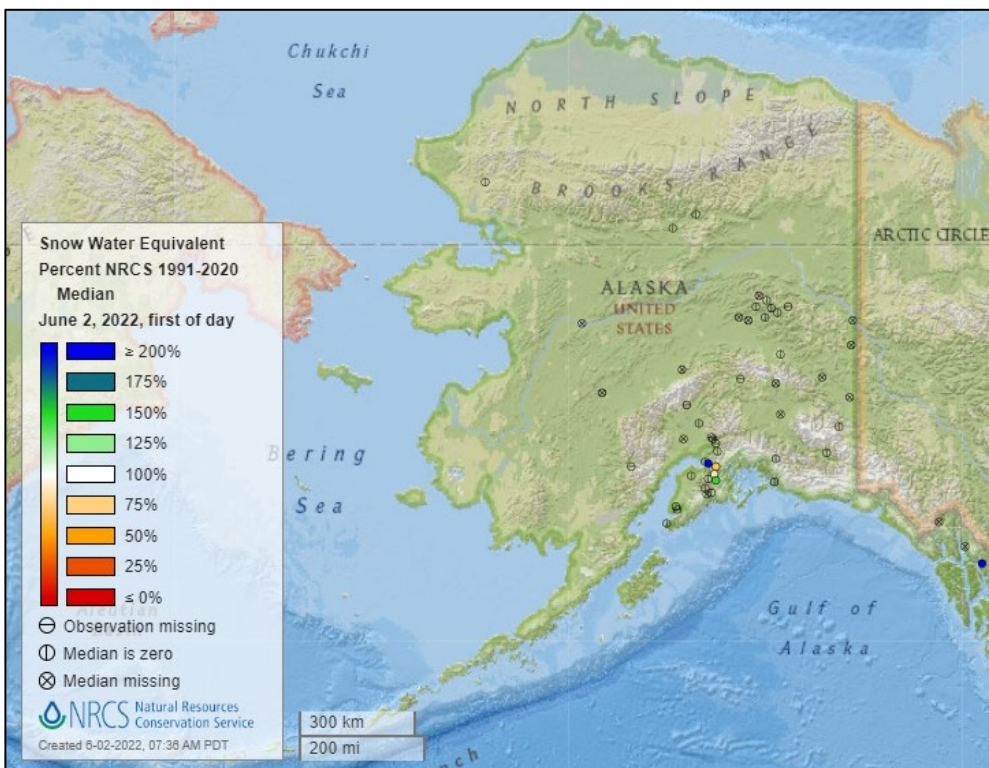 Chukchi
Sea
NORTH SLOPE
BROOKS RANGE
ARCTIC CIRCLE
ALASKA
UNITED
STATES
Bering
Sea
Gulf of
Alaska
Snow Water Equivalent
Percent NRCS 1991-2020
Median
June 2, 2022, first of day
≥ 200%
175%
150%
125%
100%
75%
50%
25%
≤ 0%
Observation missing
Median is zero
Median missing
NRCS Natural Resources
Conservation Service
Created 6-02-2022, 07:36 AM PDT
300 km
200 mi